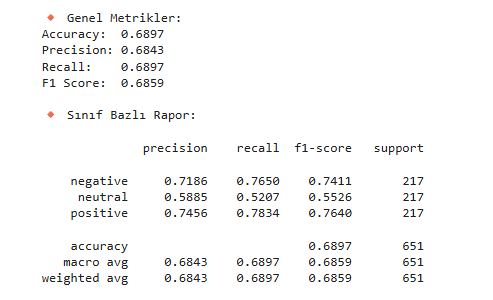 🔸 Genel Metrikler:
Accuracy:  0.6897
Precision: 0.6843
Recall:    0.6897
F1 Score:  0.6859
🔸 Sınıf Bazlı Rapor:
precision    recall  f1-score   support
negative     0.7186    0.7650    0.7411       217
neutral     0.5885    0.5207    0.5526       217
positive     0.7456    0.7834    0.7640       217
accuracy                         0.6897       651
macro avg     0.6843    0.6897    0.6859       651
weighted avg     0.6843    0.6897    0.6859       651